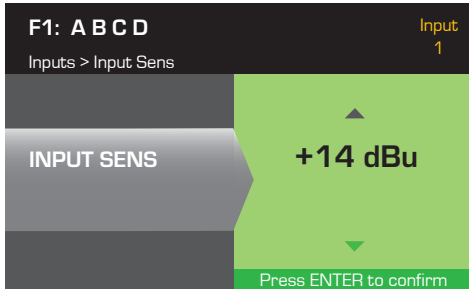 F1: A B C D
Input
1
Inputs > Input Sens
INPUT SENS
+14 dBu
Press ENTER to confirm